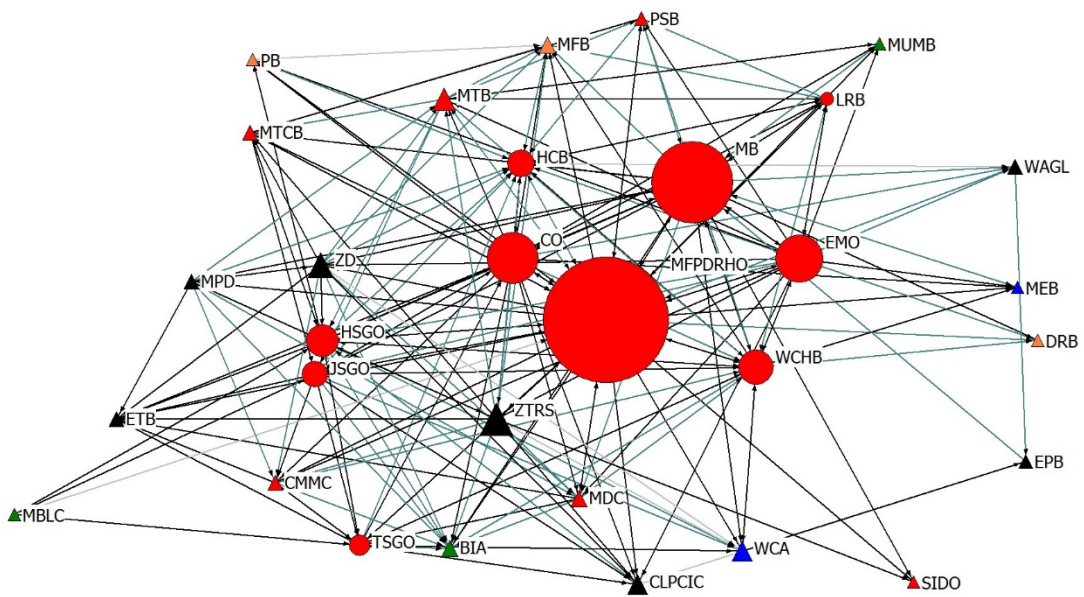 PSB
MFB
MUMB
PB
MTB
LRB
MTCB
MB
HCB
WAGL
CO
EMO
ZD
MFPDRHO
MPD
MEB
HSGO
DRB
WCHB
JSGO
ZTRS
ETB
EPB
CMMC
MDC
MBLC
TSGO
BIA
WCA
CLPCIC
SIDO